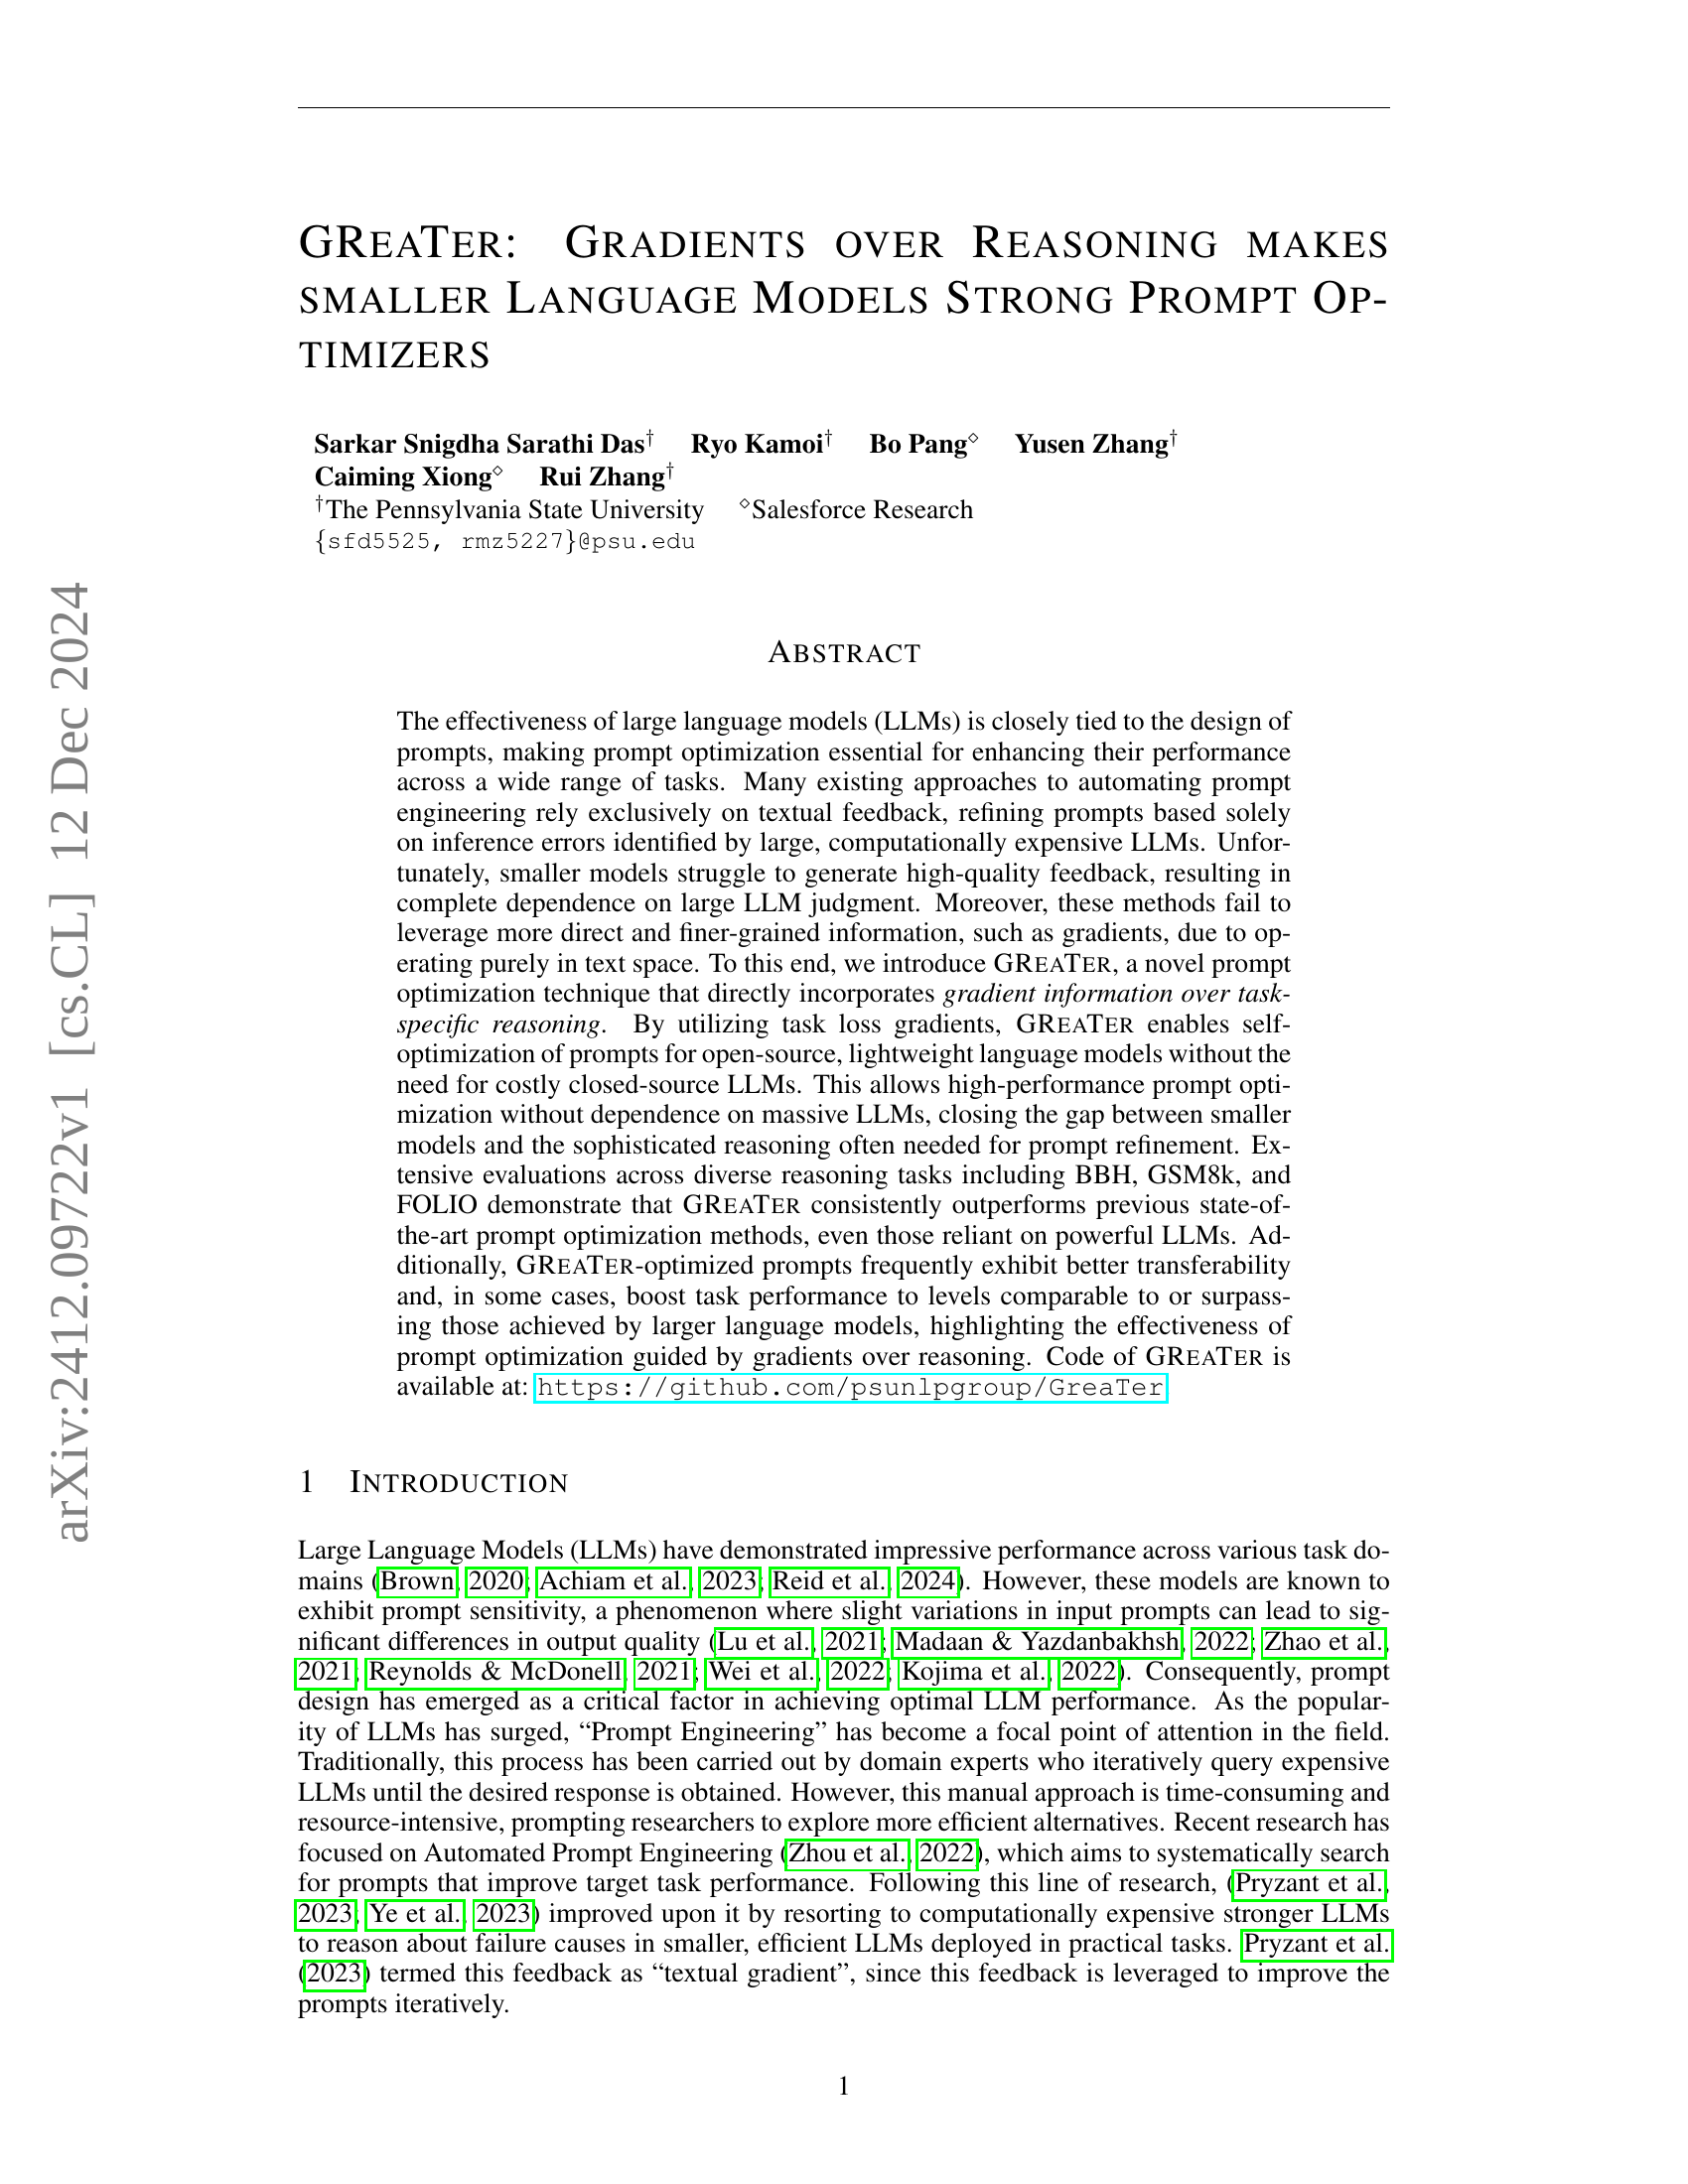 GREATER: GRADIENTS OVER REASONING MAKES
SMALLER LANGUAGE MODELS STRONG PROMPT OP-
TIMIZERS
Sarkar Snigdha Sarathi Das† Ryo Kamoi† Bo Pang⋄ Yusen Zhang†
Caiming Xiong⋄ Rui Zhang†
†The Pennsylvania State University ⋄Salesforce Research
{sfd5525, rmz5227}@psu.edu
ABSTRACT
The effectiveness of large language models (LLMs) is closely tied to the design of
prompts, making prompt optimization essential for enhancing their performance
across a wide range of tasks. Many existing approaches to automating prompt
engineering rely exclusively on textual feedback, refining prompts based solely
on inference errors identified by large, computationally expensive LLMs. Unfor-
tunately, smaller models struggle to generate high-quality feedback, resulting in
complete dependence on large LLM judgment. Moreover, these methods fail to
leverage more direct and finer-grained information, such as gradients, due to op-
erating purely in text space. To this end, we introduce GREATER, a novel prompt
optimization technique that directly incorporates gradient information over task-
specific reasoning. By utilizing task loss gradients, GREATER enables self-
optimization of prompts for open-source, lightweight language models without the
need for costly closed-source LLMs. This allows high-performance prompt opti-
mization without dependence on massive LLMs, closing the gap between smaller
models and the sophisticated reasoning often needed for prompt refinement. Ex-
tensive evaluations across diverse reasoning tasks including BBH, GSM8k, and
FOLIO demonstrate that GREATER consistently outperforms previous state-of-
the-art prompt optimization methods, even those reliant on powerful LLMs. Ad-
ditionally, GREATER-optimized prompts frequently exhibit better transferability
and, in some cases, boost task performance to levels comparable to or surpass-
ing those achieved by larger language models, highlighting the effectiveness of
prompt optimization guided by gradients over reasoning. Code of GREATER is
available at: https://github.com/psunlpgroup/GreaTer
1 INTRODUCTION
Large Language Models (LLMs) have demonstrated impressive performance across various task do-
mains (Brown, 2020; Achiam et al., 2023; Reid et al., 2024). However, these models are known to
exhibit prompt sensitivity, a phenomenon where slight variations in input prompts can lead to sig-
nificant differences in output quality (Lu et al., 2021; Madaan & Yazdanbakhsh, 2022; Zhao et al.,
2021; Reynolds & McDonell, 2021; Wei et al., 2022; Kojima et al., 2022). Consequently, prompt
design has emerged as a critical factor in achieving optimal LLM performance. As the popular-
ity of LLMs has surged, “Prompt Engineering” has become a focal point of attention in the field.
Traditionally, this process has been carried out by domain experts who iteratively query expensive
LLMs until the desired response is obtained. However, this manual approach is time-consuming and
resource-intensive, prompting researchers to explore more efficient alternatives. Recent research has
focused on Automated Prompt Engineering (Zhou et al., 2022), which aims to systematically search
for prompts that improve target task performance. Following this line of research, (Pryzant et al.,
2023; Ye et al., 2023) improved upon it by resorting to computationally expensive stronger LLMs
to reason about failure causes in smaller, efficient LLMs deployed in practical tasks. Pryzant et al.
(2023) termed this feedback as “textual gradient”, since this feedback is leveraged to improve the
prompts iteratively.
1
arXiv:2412.09722v1 [cs.CL] 12 Dec 2024